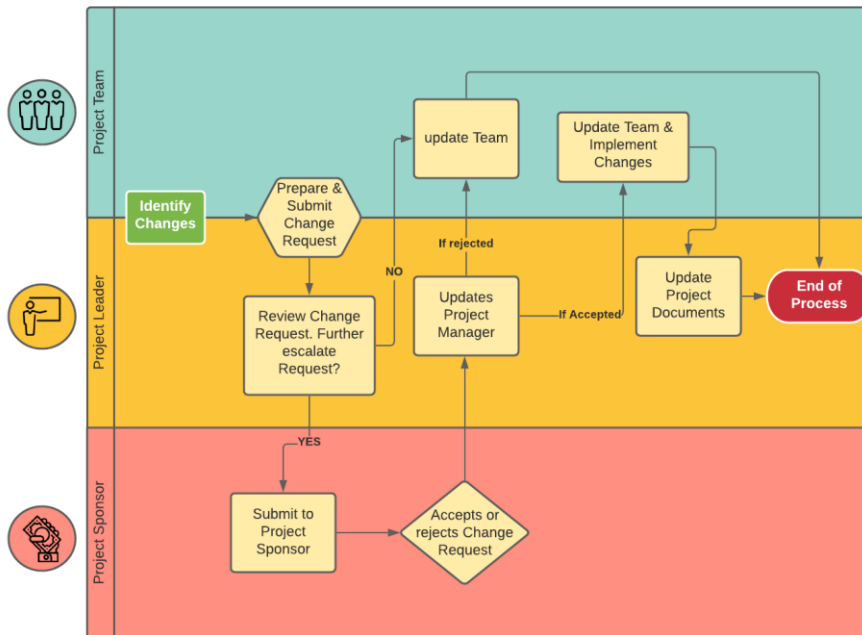 Project Team
update Team
Update Team &
Implement
Changes
Identify
Changes
Prepare &
Submit
Change
Request
If rejected
NO
Project Leader
Review Change
Request. Further
escalate
Request?
Updates
Project
Manager
If Accepted
Update
Project
Documents
End of
Process
YES
Project Sponsor
Submit to
Project
Sponsor
Accepts or
rejects Change
Request